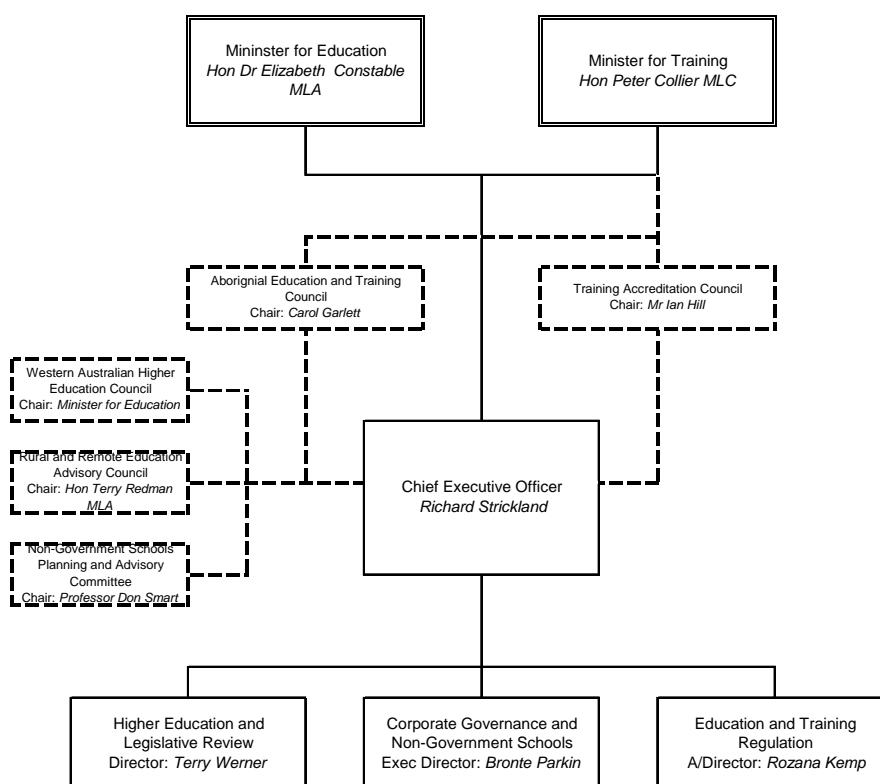 Mininster for Education
Hon Dr Elizabeth Constable
MLA
Minister for Training
Hon Peter Collier MLC
Aborignial Education and Training
Council
Chair: Carol Garlett
Training Accreditation Council
Chair: Mr Ian Hill
Western Australian Higher
Education Council
Chair: Minister for Education
Rural and Remote Education
Advisory Council
Chair: Hon Terry Redman
MLA
Non-Government Schools
Planning and Advisory
Committee
Chair: Professor Don Smart
Chief Executive Officer
Richard Strickland
Higher Education and
Legislative Review
Director: Terry Werner
Corporate Governance and
Non-Government Schools
Exec Director: Bronte Parkin
Education and Training
Regulation
A/Director: Rozana Kemp